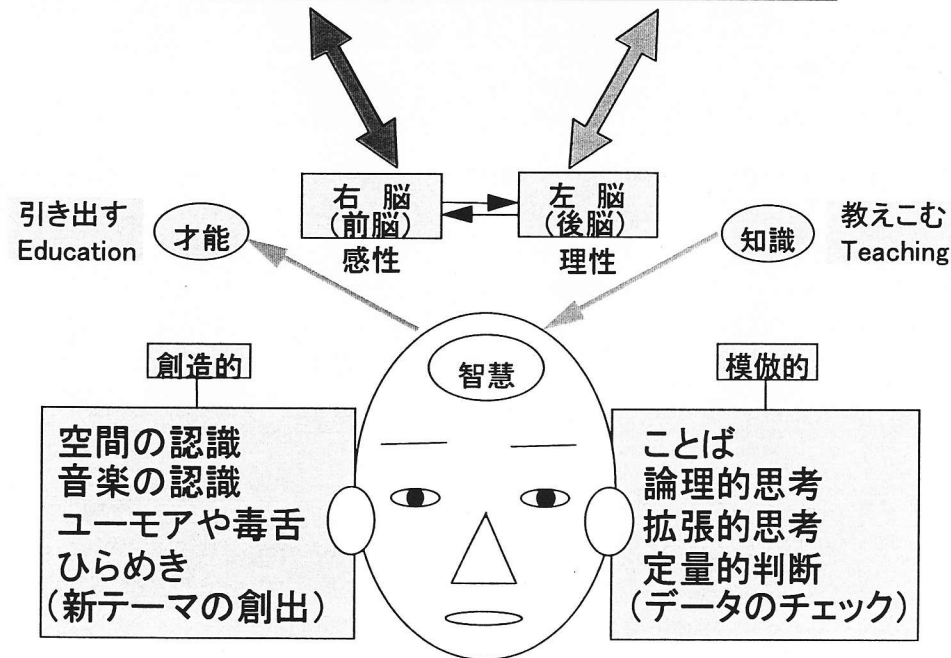 右 脳
(前脳)
感性
左 脳
(後脳)
理性
引き出す
Education
才能
知識
教えこむ
Teaching
智慧
創造的
空間の認識
音楽の認識
ユーモアや毒舌
ひらめき
(新テーマの創出)
模倣的
ことば
論理的思考
拡張的思考
定量的判断
(データのチェック)